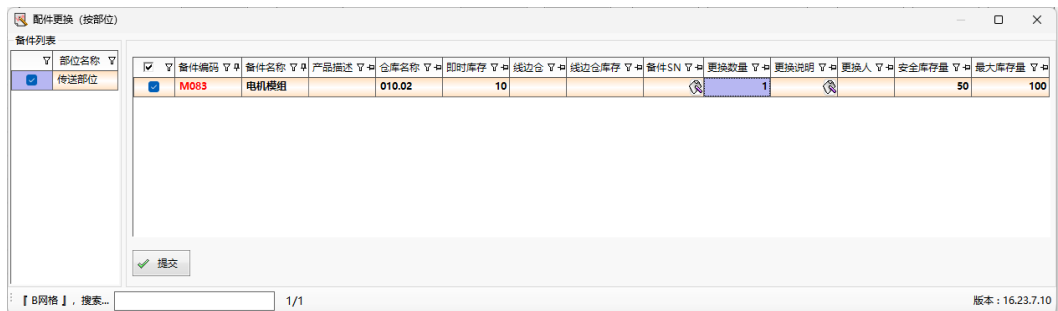 配件更换（按部位）
备件列表
部位名称
传送部位
备件编码 备件名称 产品描述 仓库名称 即时库存 线边仓 线边仓库存 备件SN 更换数量 更换说明 更换人 安全库存量 最大库存量
M083 电机模组 010.02 10 1 50 100
提交
『 B网格 』, 搜索... 1/1 版本 : 16.23.7.10